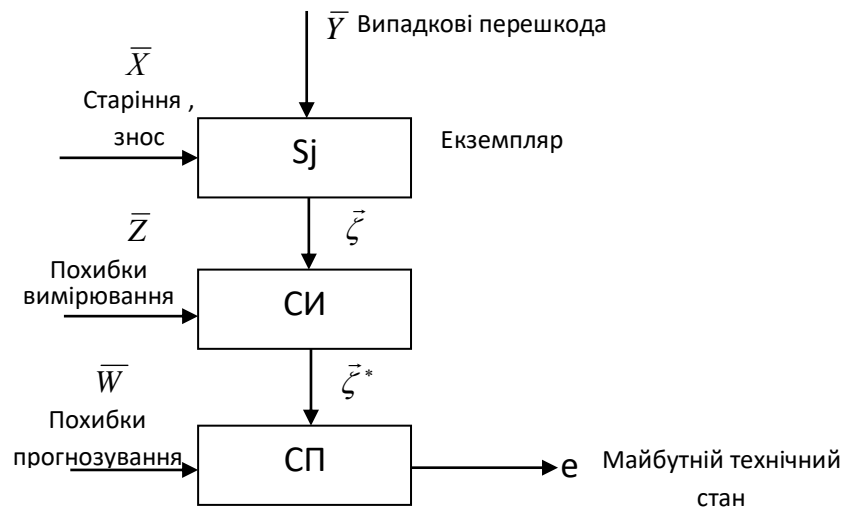 Y̅ Випадкові перешкода
X̅
Старіння ,
знос
Sj
Екземпляр
Z̅
ζ⃗
Похибки
вимірювання
СИ
W̅
ζ⃗*
Похибки
прогнозування
СП
e Майбутній технічний
стан